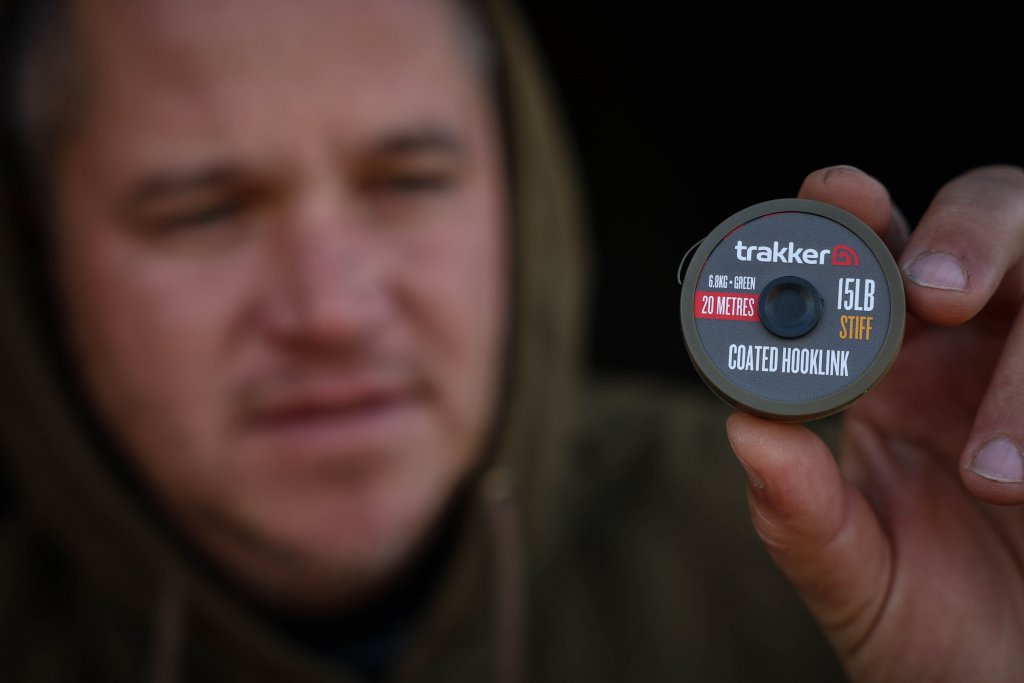 trakker
6.8KG • GREEN
20 METRES
15LB
STIFF
COATED HOOKLINK